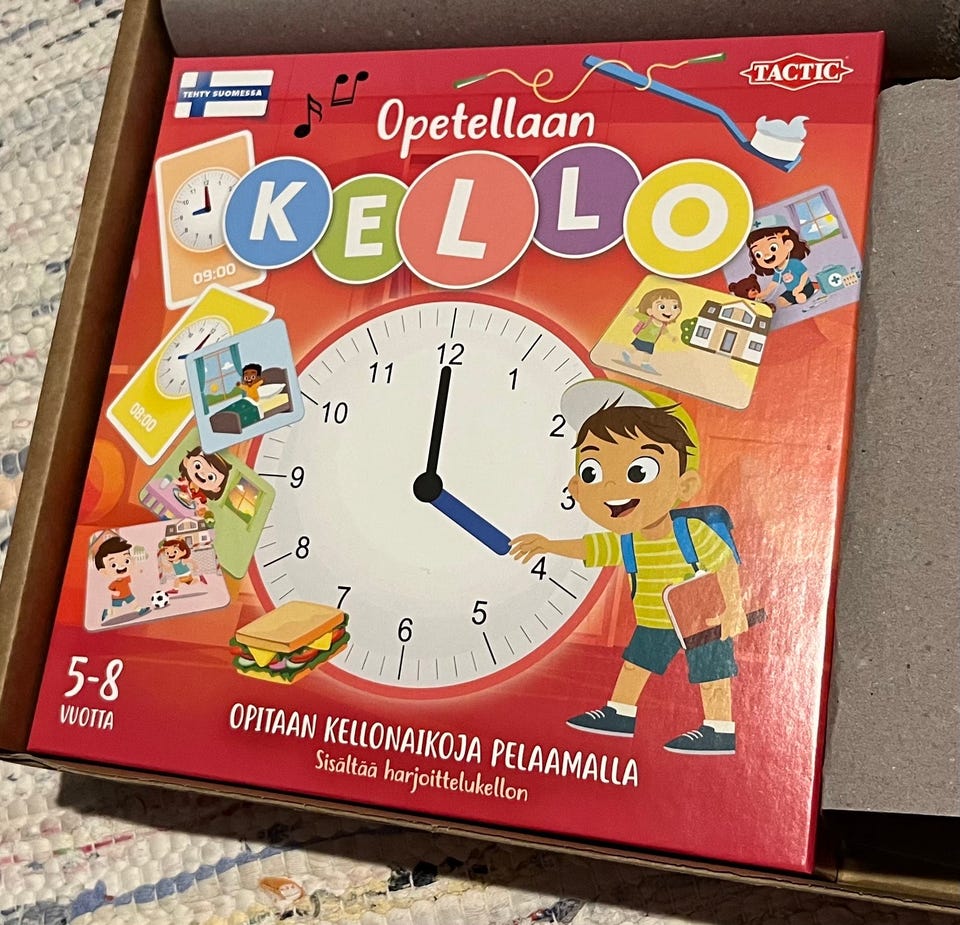 TEHTY SUOMESSA
TACTIC
Opetellaan
KELLO
09:00
08:00
12
11
1
10
2
9
3
8
4
7
5
6
5-8
VUOTTA
OPITAAN KELLONAIKOJA PELAAMALLA
Sisältää harjoittelukellon